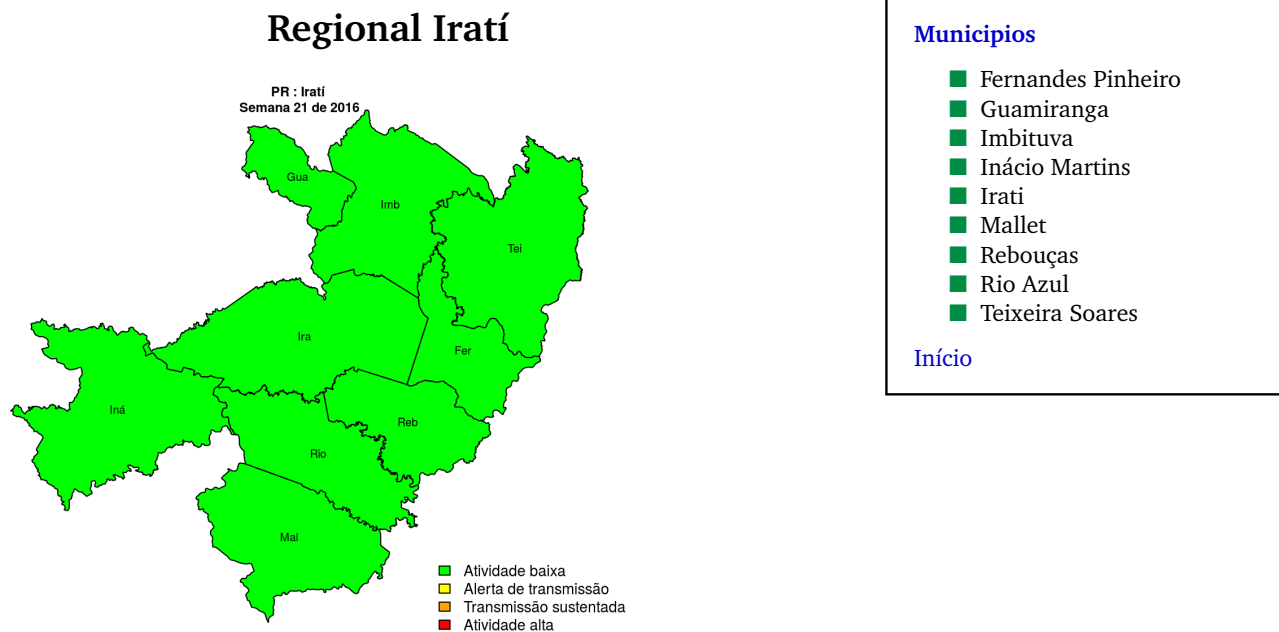 Regional Iratí
PR : Iratí
Semana 21 de 2016
Gua
Imb
Tei
Ira
Fer
Iná
Reb
Rio
Mal
Atividade baixa
Alerta de transmissão
Transmissão sustentada
Atividade alta
Municipios
Fernandes Pinheiro
Guamiranga
Imbituva
Inácio Martins
Irati
Mallet
Rebouças
Rio Azul
Teixeira Soares
Início